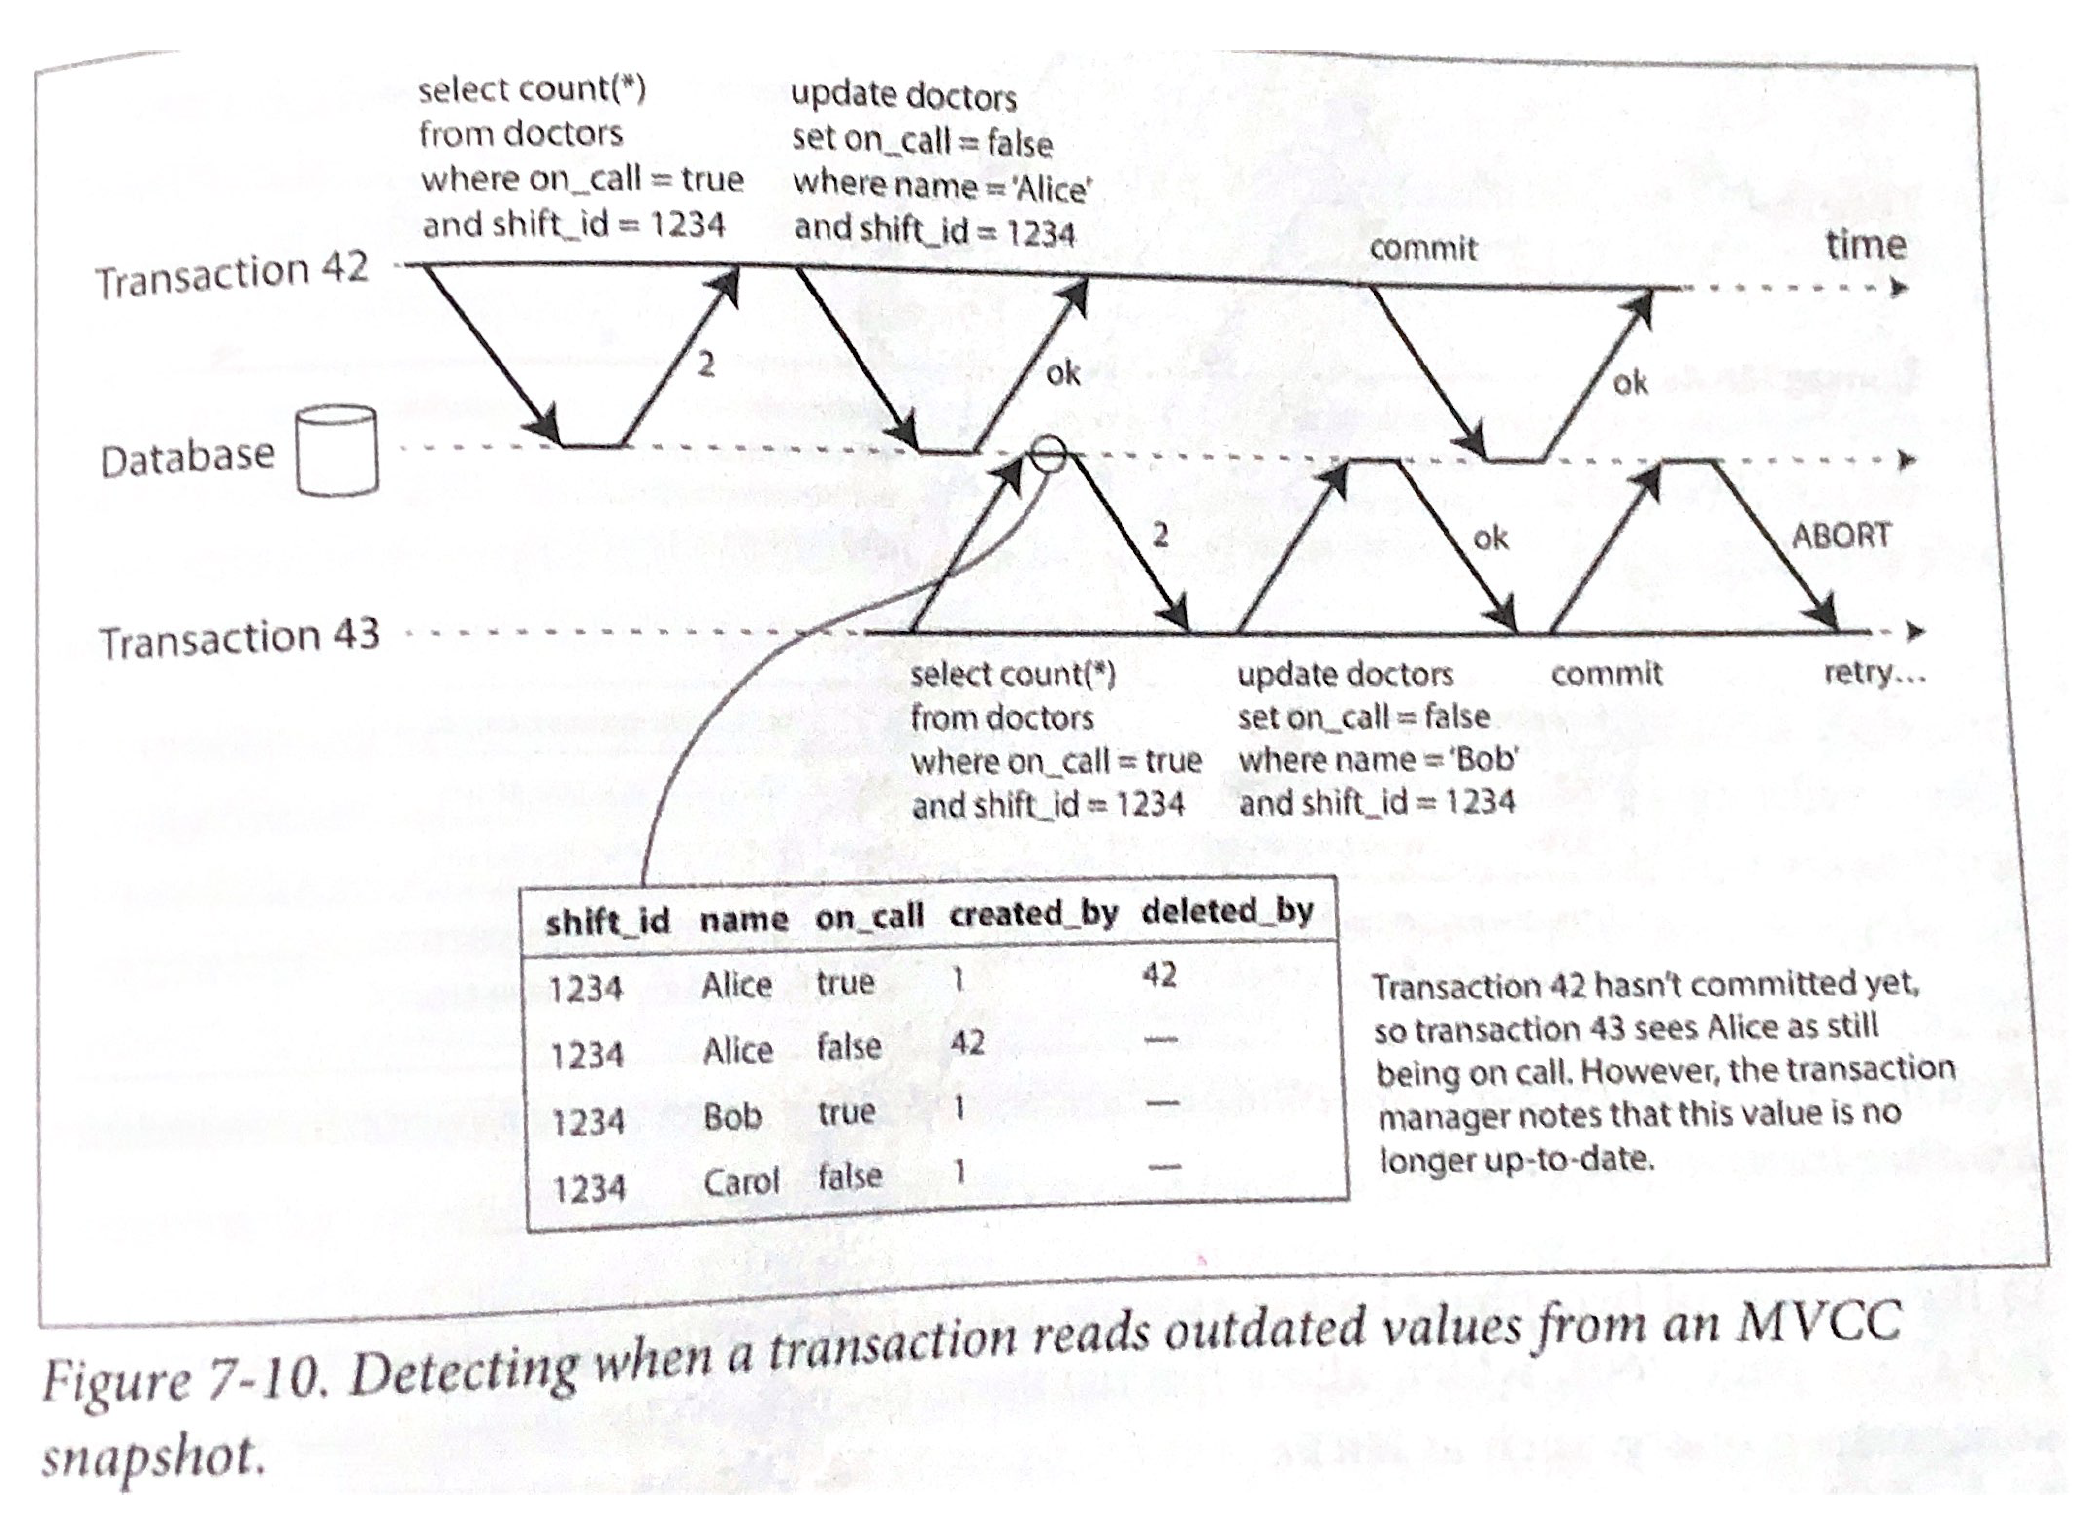 select count(*)
from doctors
where on_call = true
and shift_id = 1234
update doctors
set on_call = false
where name = 'Alice'
and shift_id = 1234
commit
time
Transaction 42
2
ok
ok
Database
2
ok
ABORT
Transaction 43
select count(*)
from doctors
where on_call = true
and shift_id = 1234
update doctors
set on_call = false
where name = 'Bob'
and shift_id = 1234
commit
retry...
shift_id name on_call created_by deleted_by
1234 Alice true 1 42
1234 Alice false 42 —
1234 Bob true 1 —
1234 Carol false 1 —
Transaction 42 hasn't committed yet,
so transaction 43 sees Alice as still
being on call. However, the transaction
manager notes that this value is no
longer up-to-date.
Figure 7-10. Detecting when a transaction reads outdated values from an MVCC
snapshot.